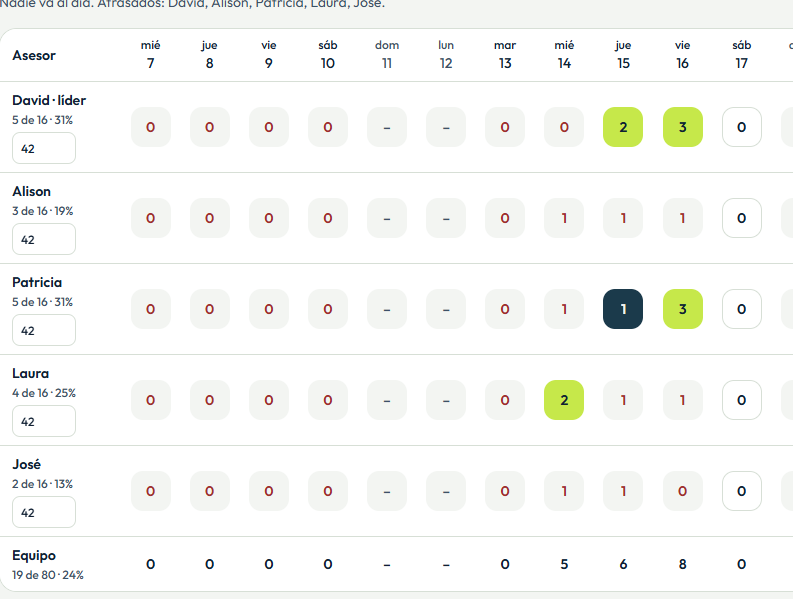 Nadie va al día. Atrasados: David, Alison, Patricia, Laura, José.
Asesor mié 7 jue 8 vie 9 sáb 10 dom 11 lun 12 mar 13 mié 14 jue 15 vie 16 sáb 17
David · líder
5 de 16 · 31%
42
0 0 0 0 – – 0 0 2 3 0
Alison
3 de 16 · 19%
42
0 0 0 0 – – 0 1 1 1 0
Patricia
5 de 16 · 31%
42
0 0 0 0 – – 0 1 1 3 0
Laura
4 de 16 · 25%
42
0 0 0 0 – – 0 2 1 1 0
José
2 de 16 · 13%
42
0 0 0 0 – – 0 1 1 0 0
Equipo
19 de 80 · 24%
0 0 0 0 – – 0 5 6 8 0